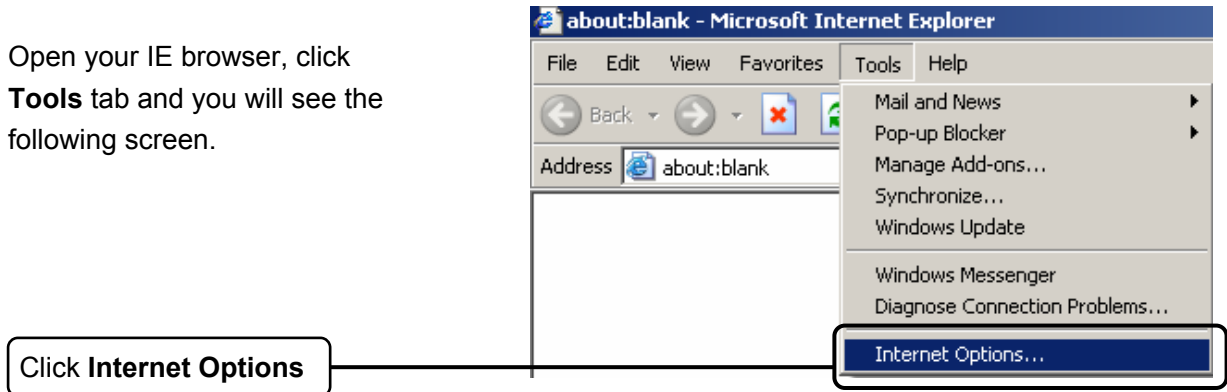 Open your IE browser, click
Tools tab and you will see the
following screen.
about:blank - Microsoft Internet Explorer
File Edit View Favorites Tools Help
Back
Address about:blank
Mail and News
Pop-up Blocker
Manage Add-ons...
Synchronize...
Windows Update
Windows Messenger
Diagnose Connection Problems...
Internet Options...
Click Internet Options